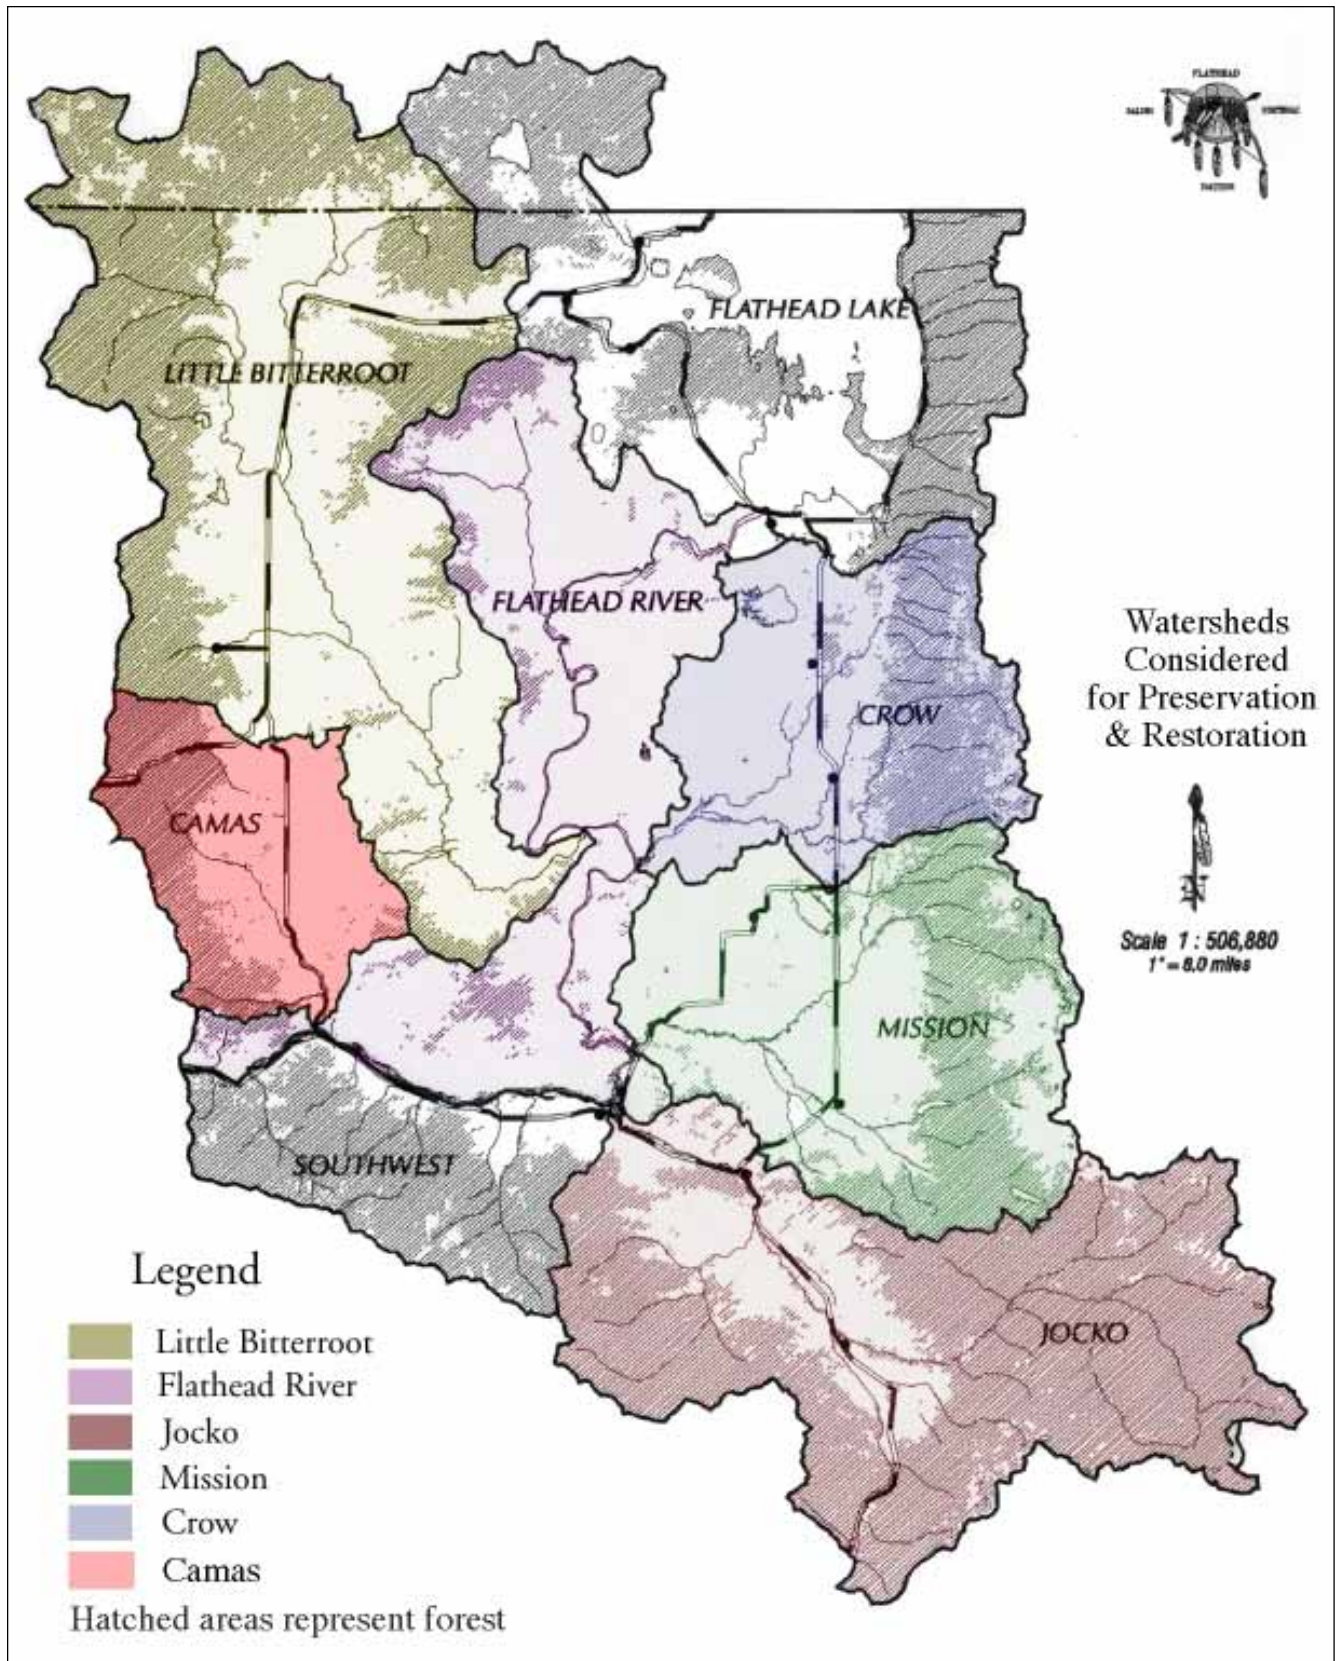 FLATHEAD
NATION
FLATHEAD LAKE
LITTLE BITTERROOT
FLATHEAD RIVER
Watersheds
Considered
for Preservation
& Restoration
CROW
CAMAS
Scale 1 : 506,880
1" = 8.0 miles
MISSION
SOUTHWEST
JOCKO
Legend
Little Bitterroot
Flathead River
Jocko
Mission
Crow
Camas
Hatched areas represent forest